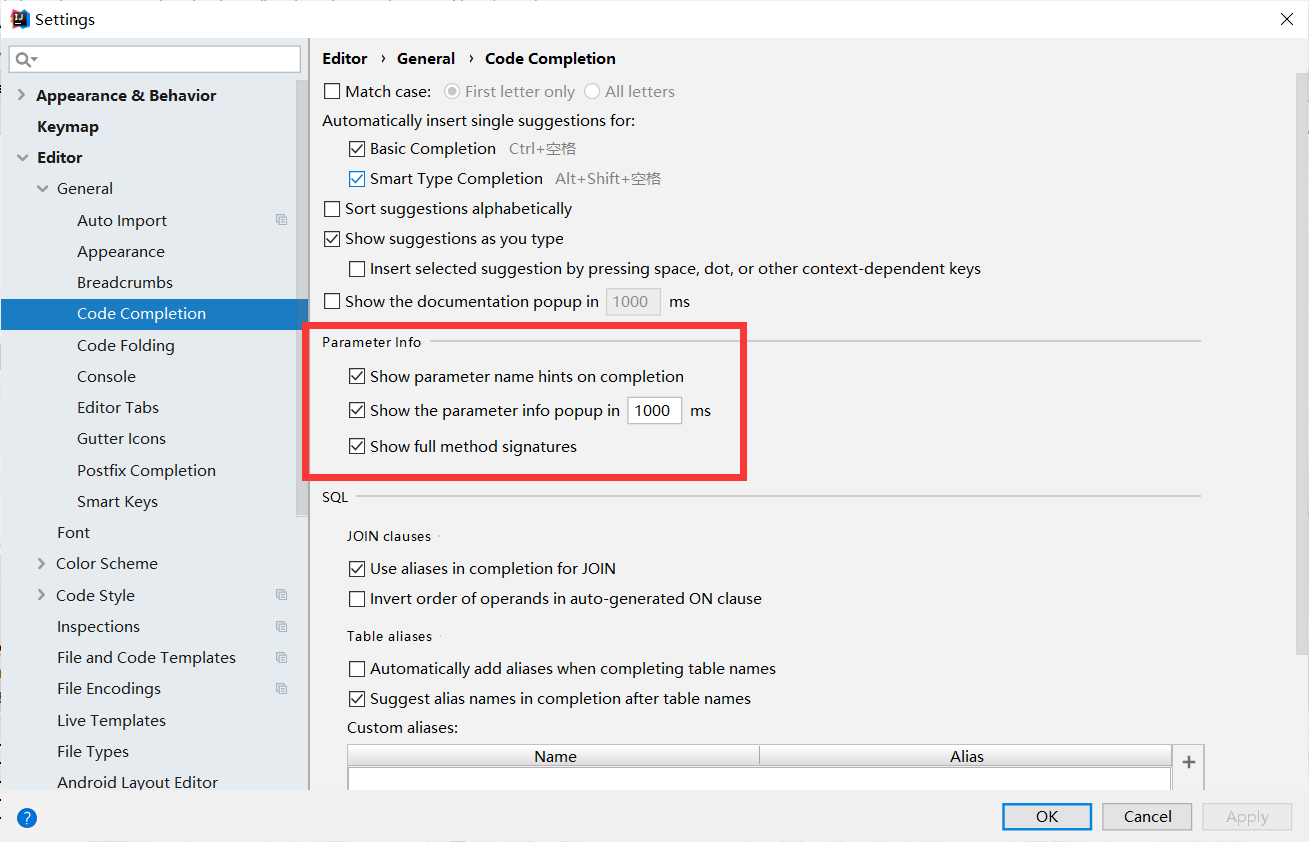 Settings
Appearance & Behavior
Keymap
Editor
General
Auto Import
Appearance
Breadcrumbs
Code Completion
Code Folding
Console
Editor Tabs
Gutter Icons
Postfix Completion
Smart Keys
Font
Color Scheme
Code Style
Inspections
File and Code Templates
File Encodings
Live Templates
File Types
Android Layout Editor
Editor › General › Code Completion
Match case: First letter only All letters
Automatically insert single suggestions for:
Basic Completion Ctrl+空格
Smart Type Completion Alt+Shift+空格
Sort suggestions alphabetically
Show suggestions as you type
Insert selected suggestion by pressing space, dot, or other context-dependent keys
Show the documentation popup in 1000 ms
Parameter Info
Show parameter name hints on completion
Show the parameter info popup in 1000 ms
Show full method signatures
SQL
JOIN clauses
Use aliases in completion for JOIN
Invert order of operands in auto-generated ON clause
Table aliases
Automatically add aliases when completing table names
Suggest alias names in completion after table names
Custom aliases:
Name Alias
+
?
OK Cancel Apply